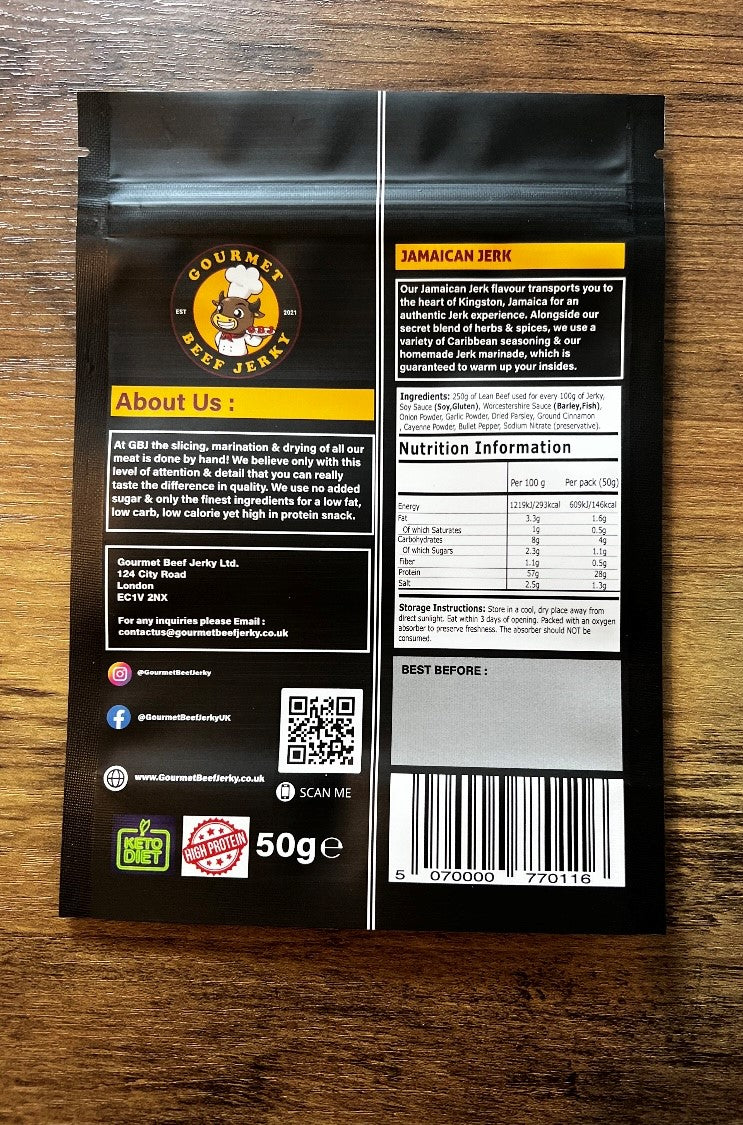 GOURMET
EST 2021
GBJ
BEEF JERKY
About Us :
At GBJ the slicing, marination & drying of all our
meat is done by hand! We believe only with this
level of attention & detail that you can really
taste the difference in quality. We use no added
sugar & only the finest ingredients for a low fat,
low carb, low calorie yet high in protein snack.
Gourmet Beef Jerky Ltd.
124 City Road
London
EC1V 2NX
For any inquiries please Email :
contactus@gourmetbeefjerky.co.uk
@GourmetBeefJerky
@GourmetBeefJerkyUK
www.GourmetBeefJerky.co.uk
SCAN ME
KETO
DIET
HIGH PROTEIN
50g℮
JAMAICAN JERK
Our Jamaican Jerk flavour transports you to
the heart of Kingston, Jamaica for an
authentic Jerk experience. Alongside our
secret blend of herbs & spices, we use a
variety of Caribbean seasoning & our
homemade Jerk marinade, which is
guaranteed to warm up your insides.
Ingredients: 250g of Lean Beef used for every 100g of Jerky,
Soy Sauce (Soy,Gluten), Worcestershire Sauce (Barley,Fish),
Onion Powder, Garlic Powder, Dried Parsley, Ground Cinnamon
, Cayenne Powder, Bullet Pepper, Sodium Nitrate (preservative).
Nutrition Information
Per 100 g Per pack (50g)
Energy 1219kJ/293kcal 609kJ/146kcal
Fat 3.3g 1.6g
Of which Saturates 1g 0.5g
Carbohydrates 8g 4g
Of which Sugars 2.3g 1.1g
Fiber 1.1g 0.5g
Protein 57g 28g
Salt 2.5g 1.3g
Storage Instructions: Store in a cool, dry place away from
direct sunlight. Eat within 3 days of opening. Packed with an oxygen
absorber to preserve freshness. The absorber should NOT be
consumed.
BEST BEFORE :
5 070000 770116